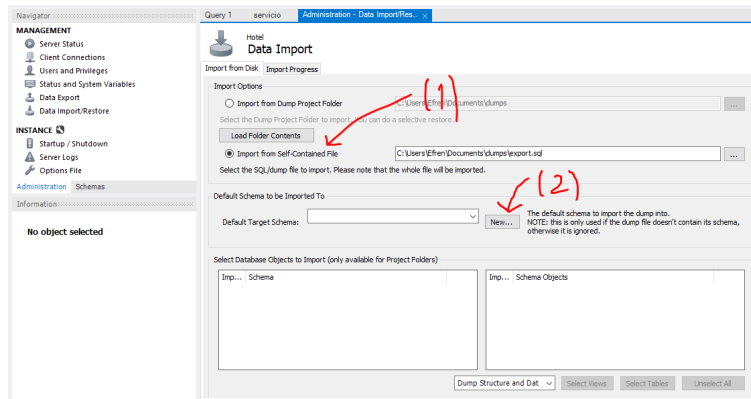 Navigator
Query 1
servicio
Administration - Data Import/Res... ×
MANAGEMENT
Server Status
Client Connections
Users and Privileges
Status and System Variables
Data Export
Data Import/Restore
INSTANCE
Startup / Shutdown
Server Logs
Options File
Administration Schemas
Information
No object selected
Hotel
Data Import
Import from Disk Import Progress
Import Options
(1)
Import from Dump Project Folder
C:\Users\Efren\Documents\dumps
...
Select the Dump Project Folder to import. You can do a selective restore.
Load Folder Contents
Import from Self-Contained File
C:\Users\Efren\Documents\dumps\export.sql
...
Select the SQL/dump file to import. Please note that the whole file will be imported.
(2)
Default Schema to be Imported To
Default Target Schema:
New...
The default schema to import the dump into.
NOTE: this is only used if the dump file doesn't contain its schema,
otherwise it is ignored.
Select Database Objects to Import (only available for Project Folders)
Imp... Schema
Imp... Schema Objects
Dump Structure and Dat
Select Views
Select Tables
Unselect All